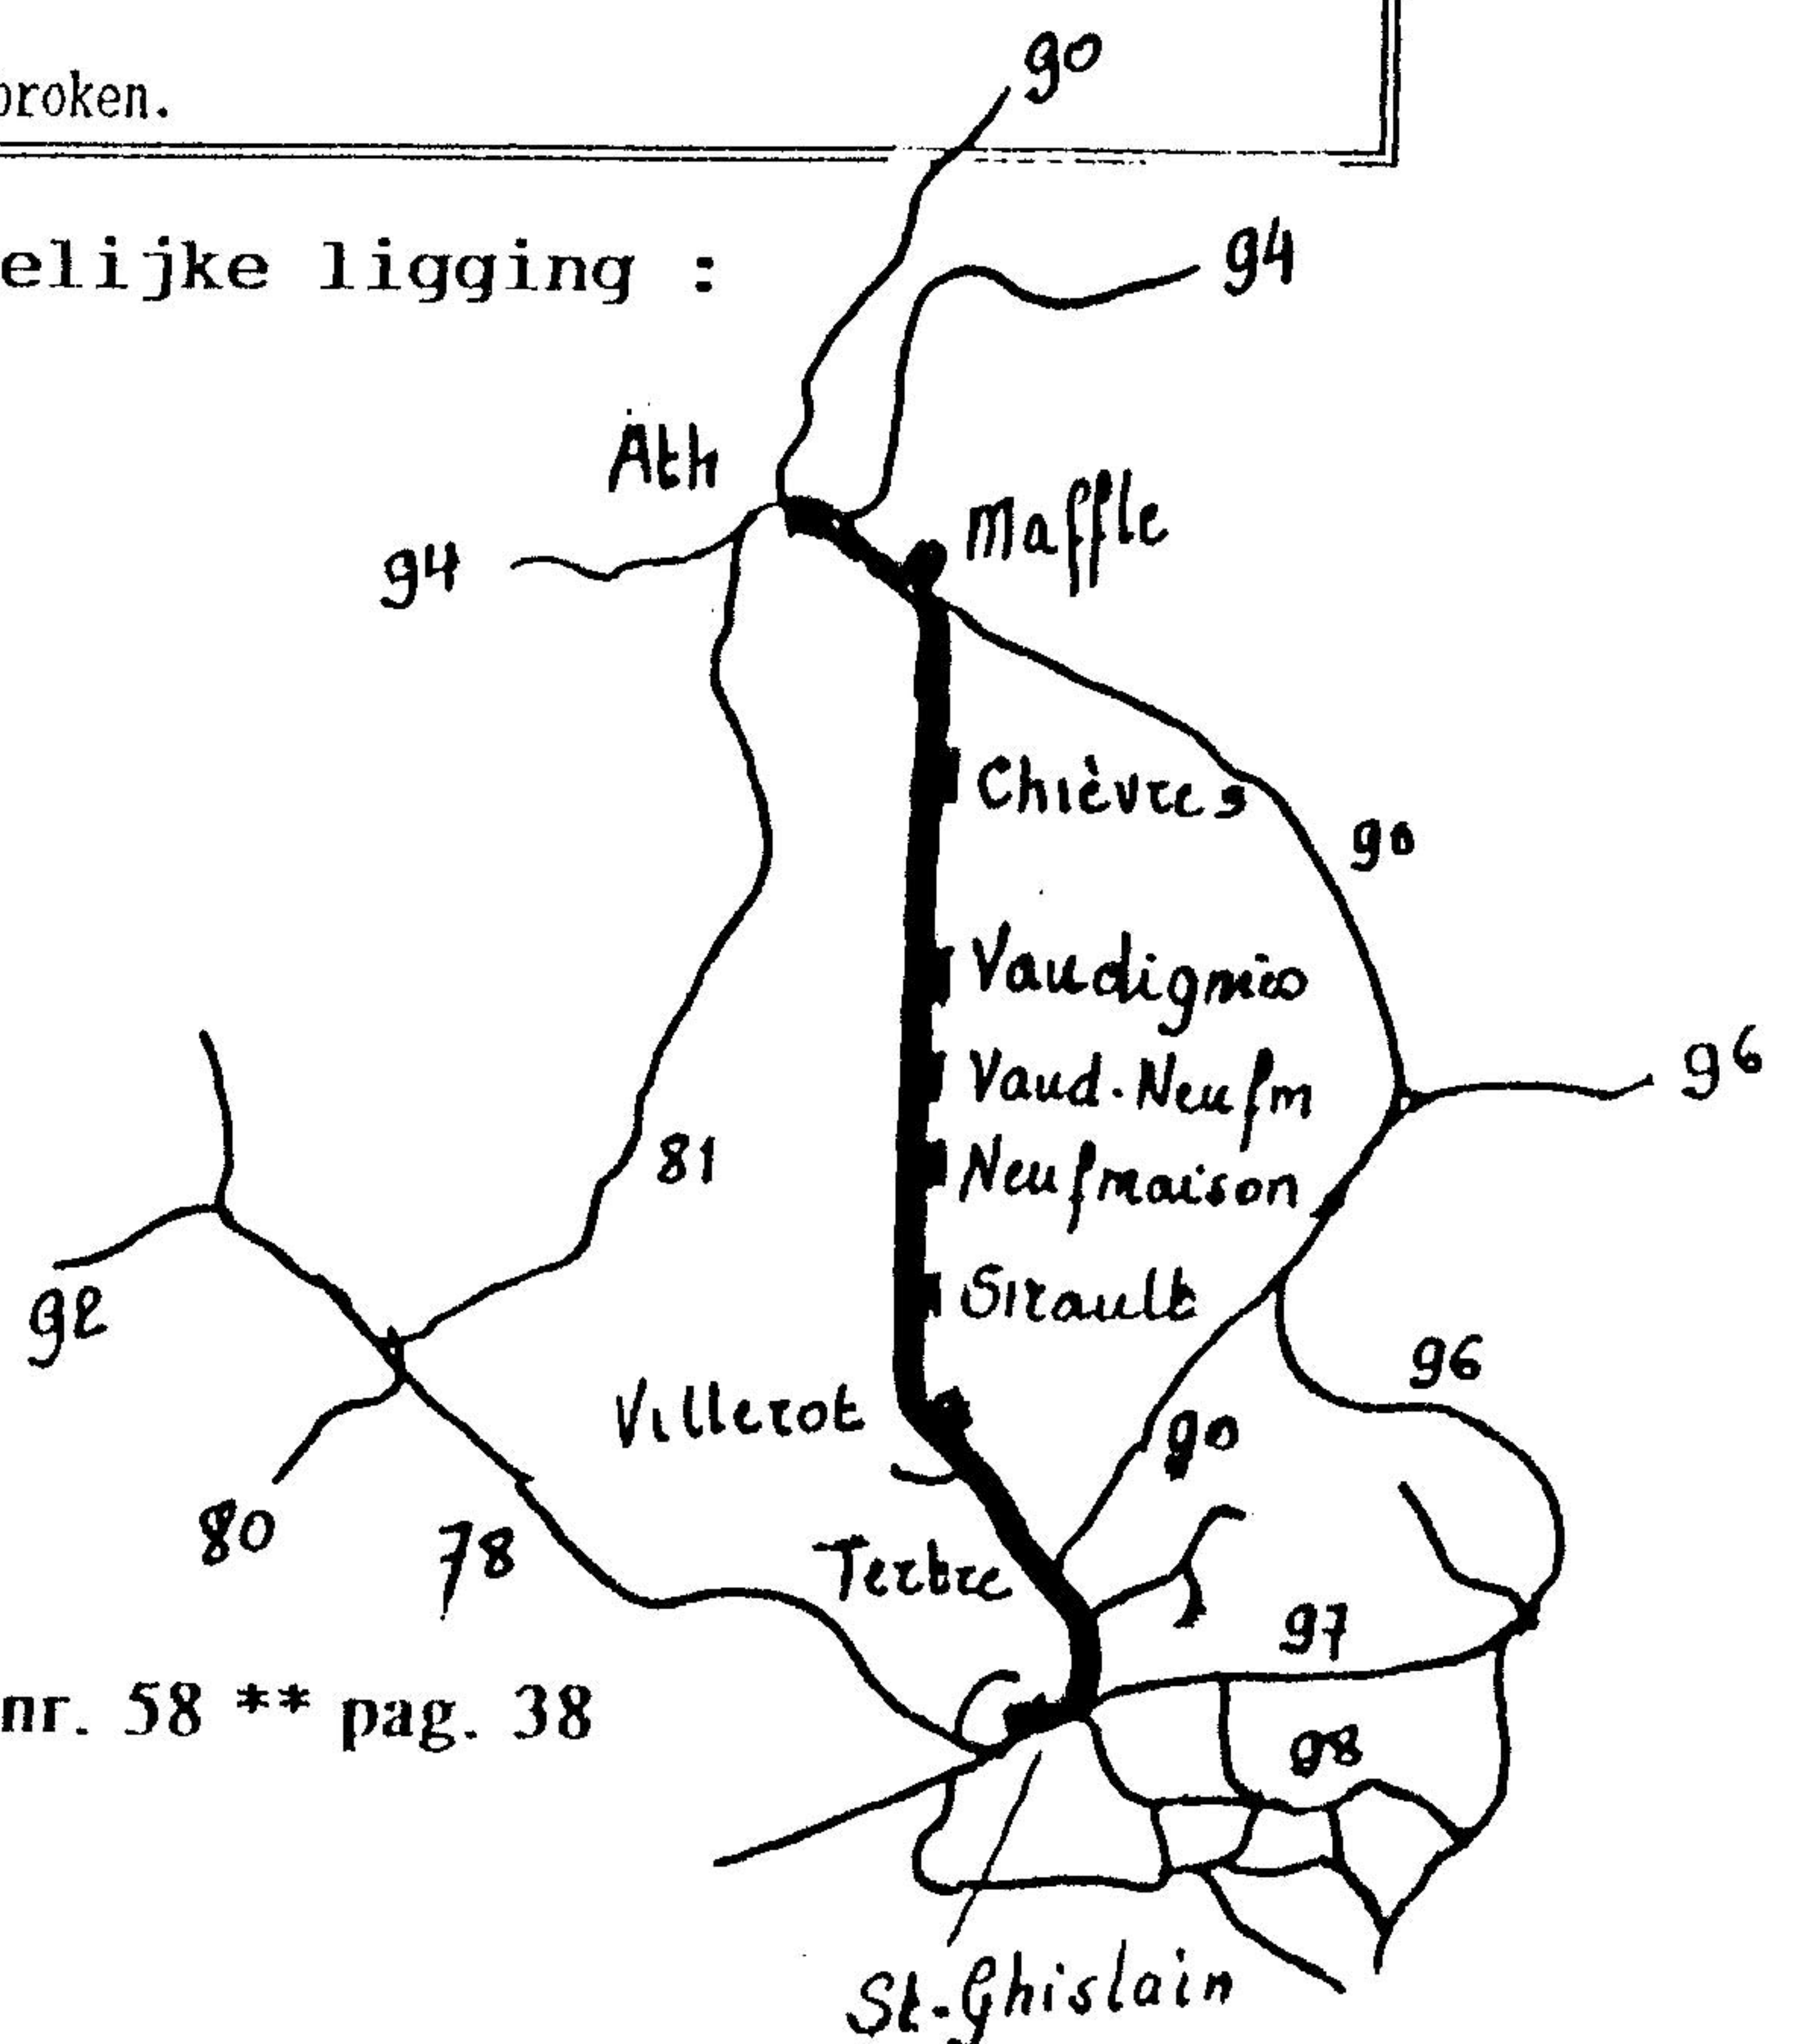 broken.
90
elijke ligging :
94
Ath
Maffle
94
Chièvres
90
Vaudignies
Vaud-Neufm
96
81
Neufmaison
Sirault
92
96
Villerot
90
80
78
Tertre
97
nr. 58 ** pag. 38
98
St-Ghislain